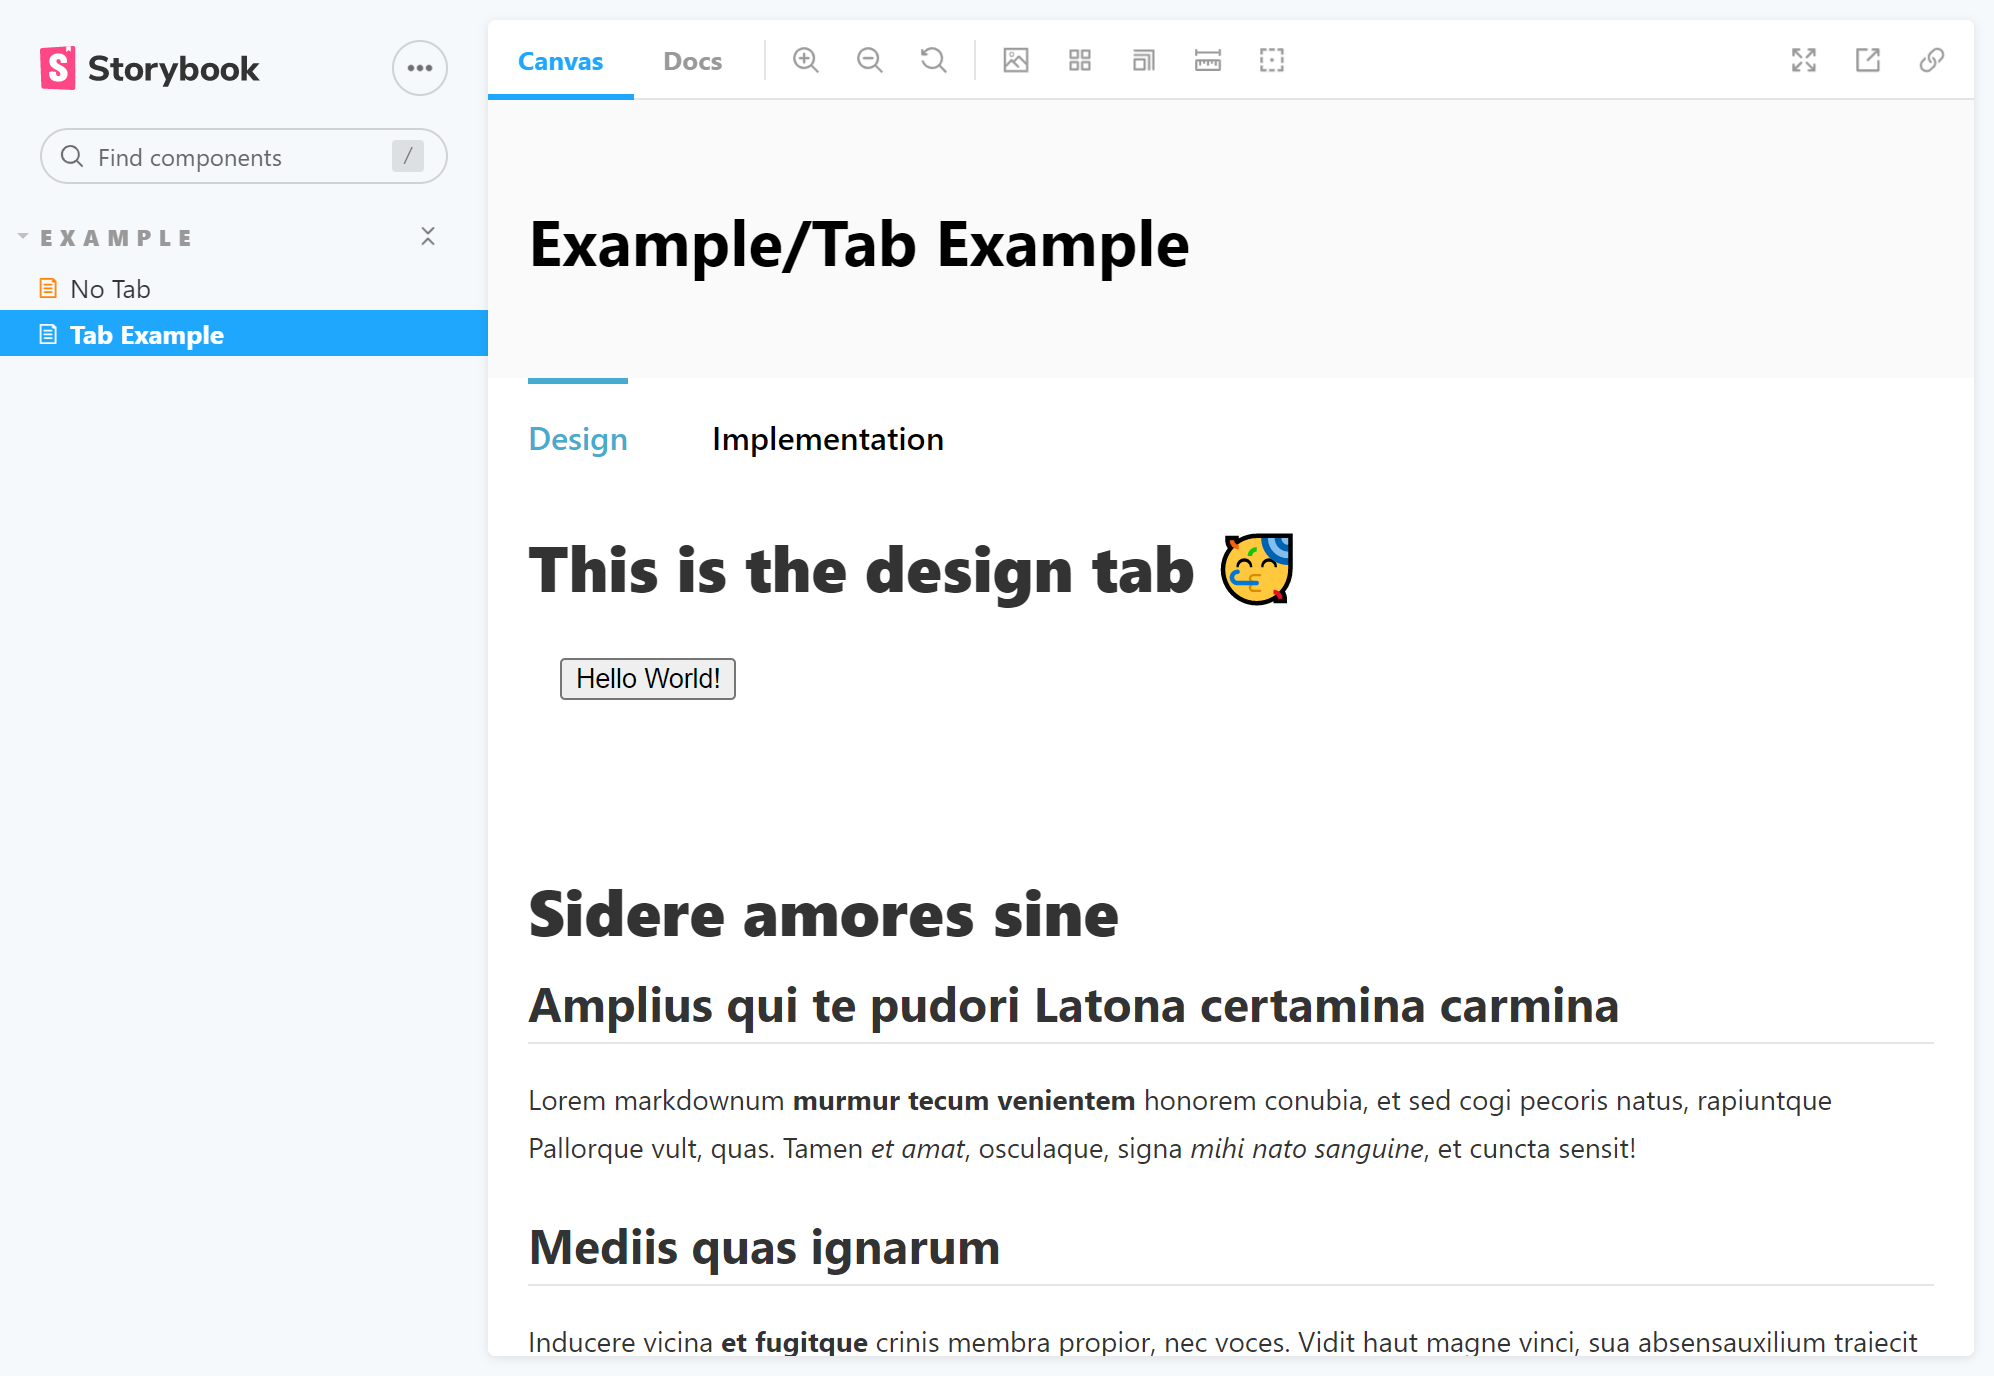 Storybook
Find components
/
EXAMPLE
No Tab
Tab Example
Canvas
Docs
Example/Tab Example
Design
Implementation
This is the design tab 🥳
Hello World!
Sidere amores sine
Amplius qui te pudori Latona certamina carmina
Lorem markdownum murmur tecum venientem honorem conubia, et sed cogi pecoris natus, rapiuntque
Pallorque vult, quas. Tamen et amat, osculaque, signa mihi nato sanguine, et cuncta sensit!
Mediis quas ignarum
Inducere vicina et fugitque crinis membra propior, nec voces. Vidit haut magne vinci, sua absensauxilium traiecit